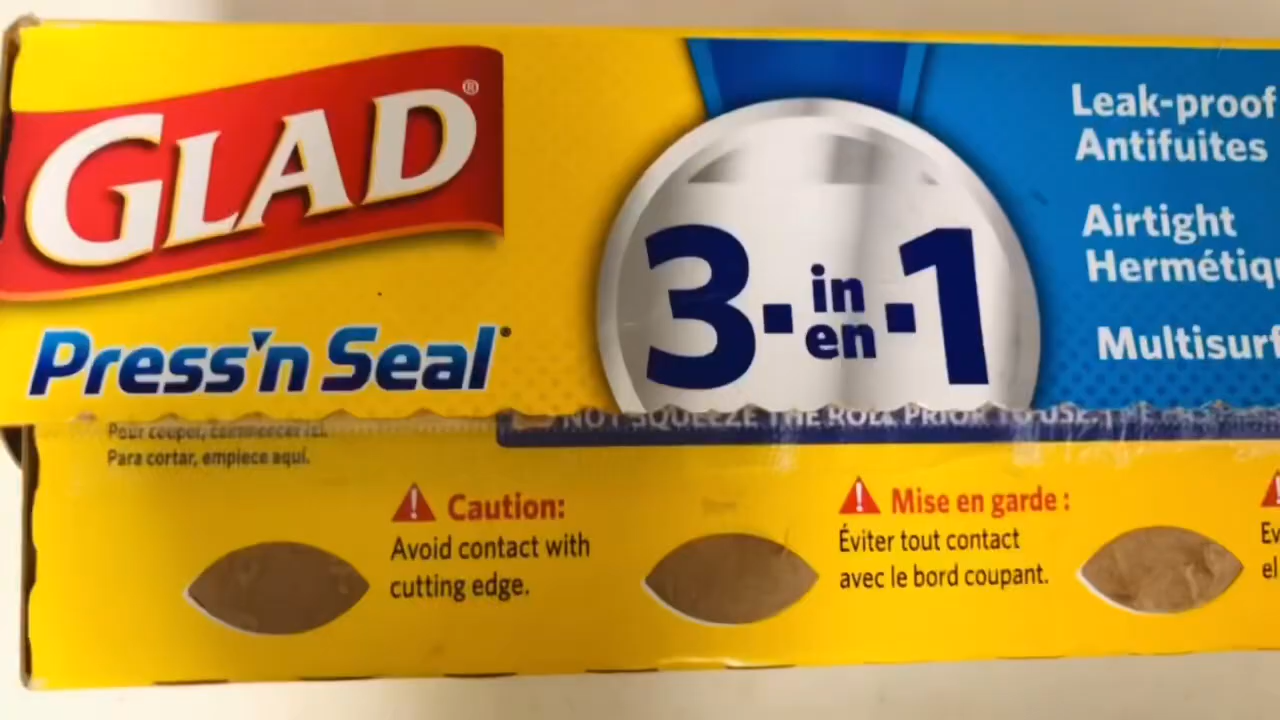 GLAD®
Press'n Seal
3-in-1
en
Leak-proof
Antifuites
Airtight
Hermétiq
Multisurf
NOT SQUEEZE THE ROLL PRIOR TO USE
Pour couper, commencer ici.
Para cortar, empiece aquí.
Caution:
Avoid contact with
cutting edge.
Mise en garde :
Éviter tout contact
avec le bord coupant.
Ev
el